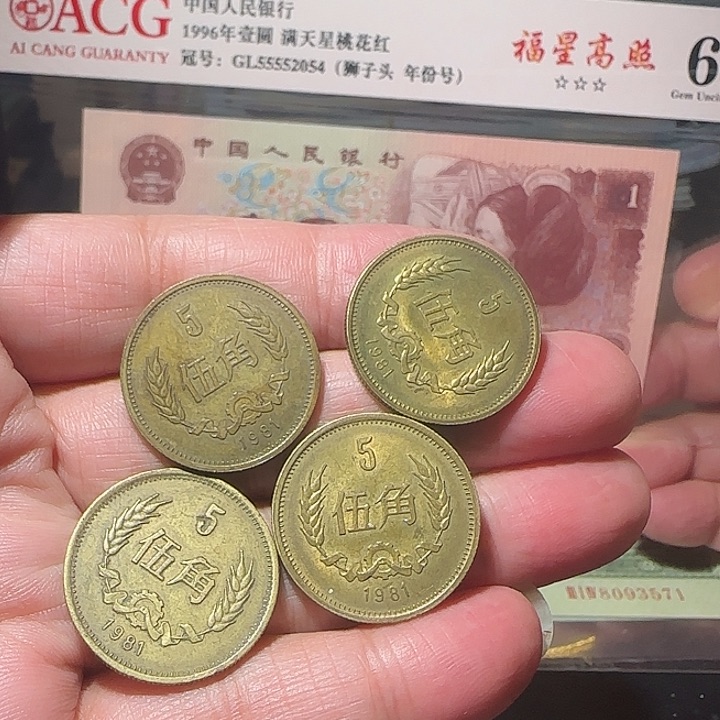 ACG
AI CANG GUARANTY
中国人民银行
1996年壹圆 满天星桃花红
冠号：GL55552054（狮子头 年份号）
福星高照
☆☆☆
6
Gem Unci
中国人民银行
1
5
伍角
1981
5
伍角
1981
5
伍角
1981
5
伍角
1981
8093571